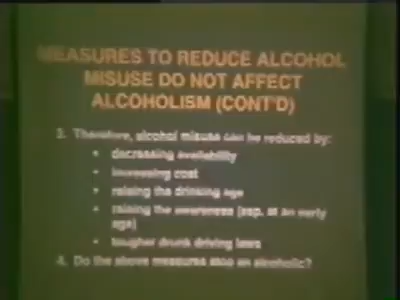 MEASURES TO REDUCE ALCOHOL
MISUSE DO NOT AFFECT
ALCOHOLISM (CONT'D)
3. Therefore, alcohol misuse can be reduced by:
• decreasing availability
• increasing cost
• raising the drinking age
• raising the awareness (esp. at an early
age)
• tougher drunk driving laws
4. Do the above measures stop an alcoholic?